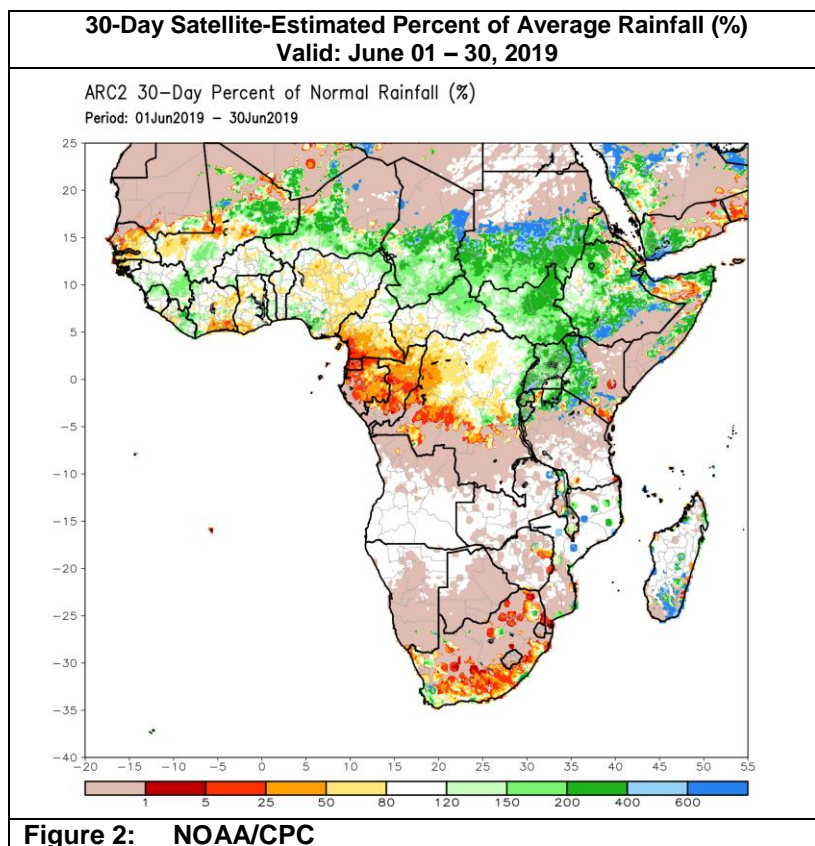 30-Day Satellite-Estimated Percent of Average Rainfall (%)
Valid: June 01 – 30, 2019
ARC2 30-Day Percent of Normal Rainfall (%)
Period: 01Jun2019 - 30Jun2019
25
20
15
10
5
0
-5
-10
-15
-20
-25
-30
-35
-40
-20 -15 -10 -5 0 5 10 15 20 25 30 35 40 45 50 55
1 5 25 50 80 120 150 200 400 600
Figure 2: NOAA/CPC